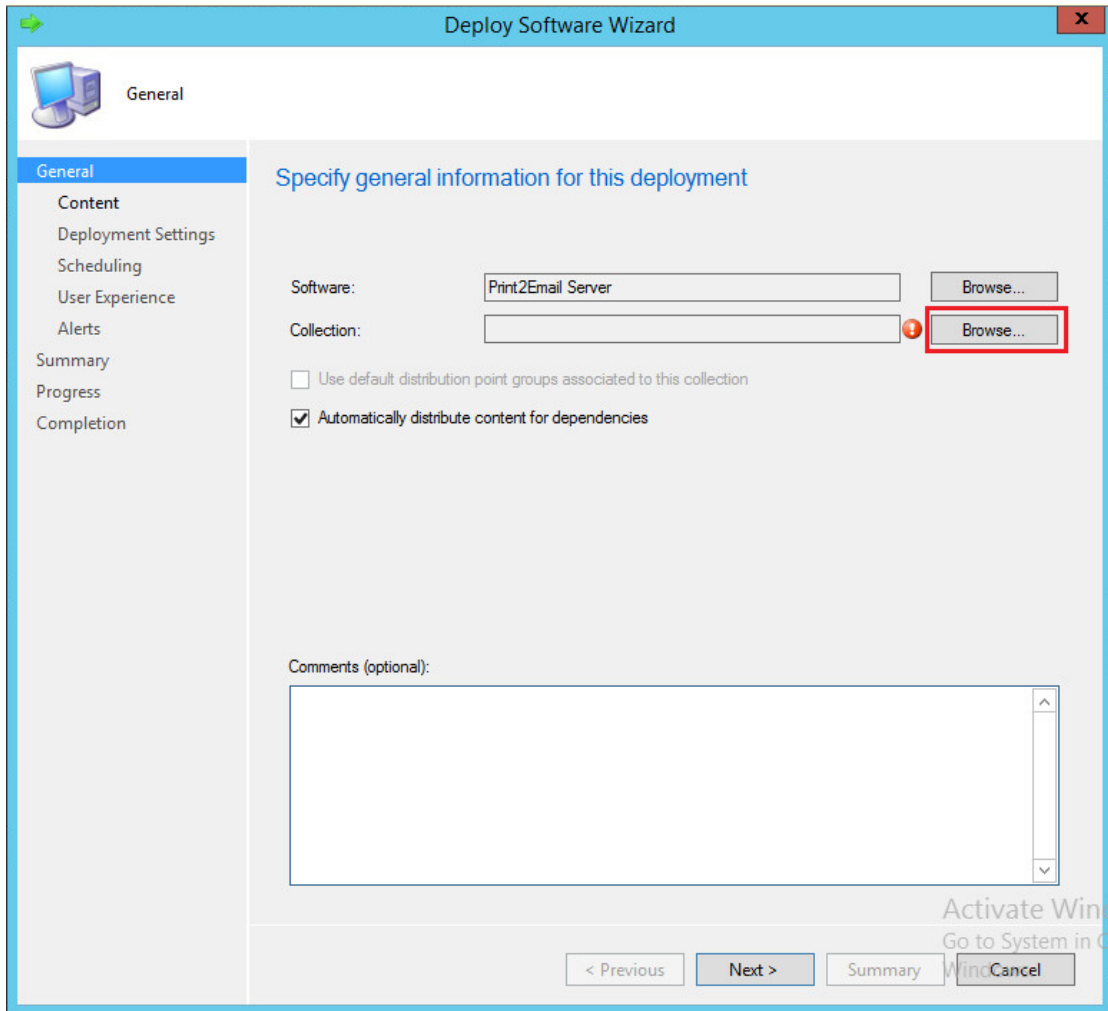 Deploy Software Wizard
x
General
General
Content
Deployment Settings
Scheduling
User Experience
Alerts
Summary
Progress
Completion
Specify general information for this deployment
Software: Print2Email Server Browse...
Collection: Browse...
Use default distribution point groups associated to this collection
Automatically distribute content for dependencies
Comments (optional):
Activate Win
Go to System in
< Previous Next > Summary Cancel